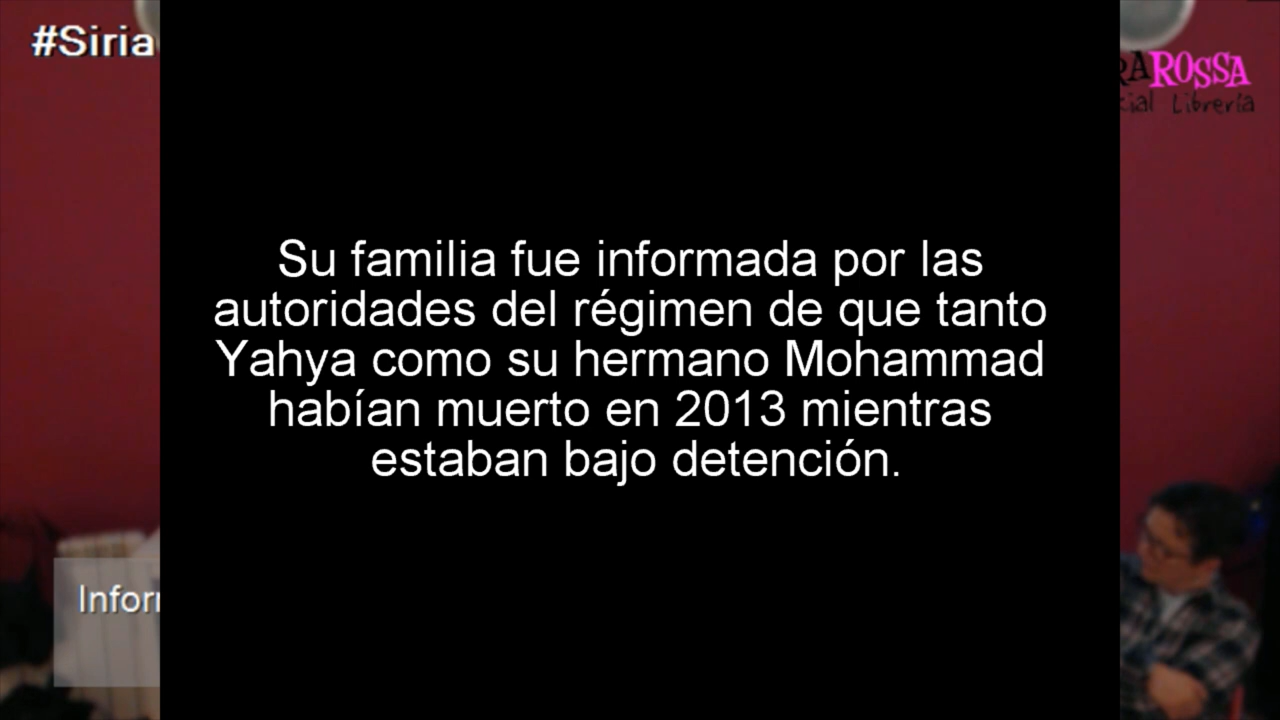 #Siria
ROSSA
Librería
Su familia fue informada por las
autoridades del régimen de que tanto
Yahya como su hermano Mohammad
habían muerto en 2013 mientras
estaban bajo detención.